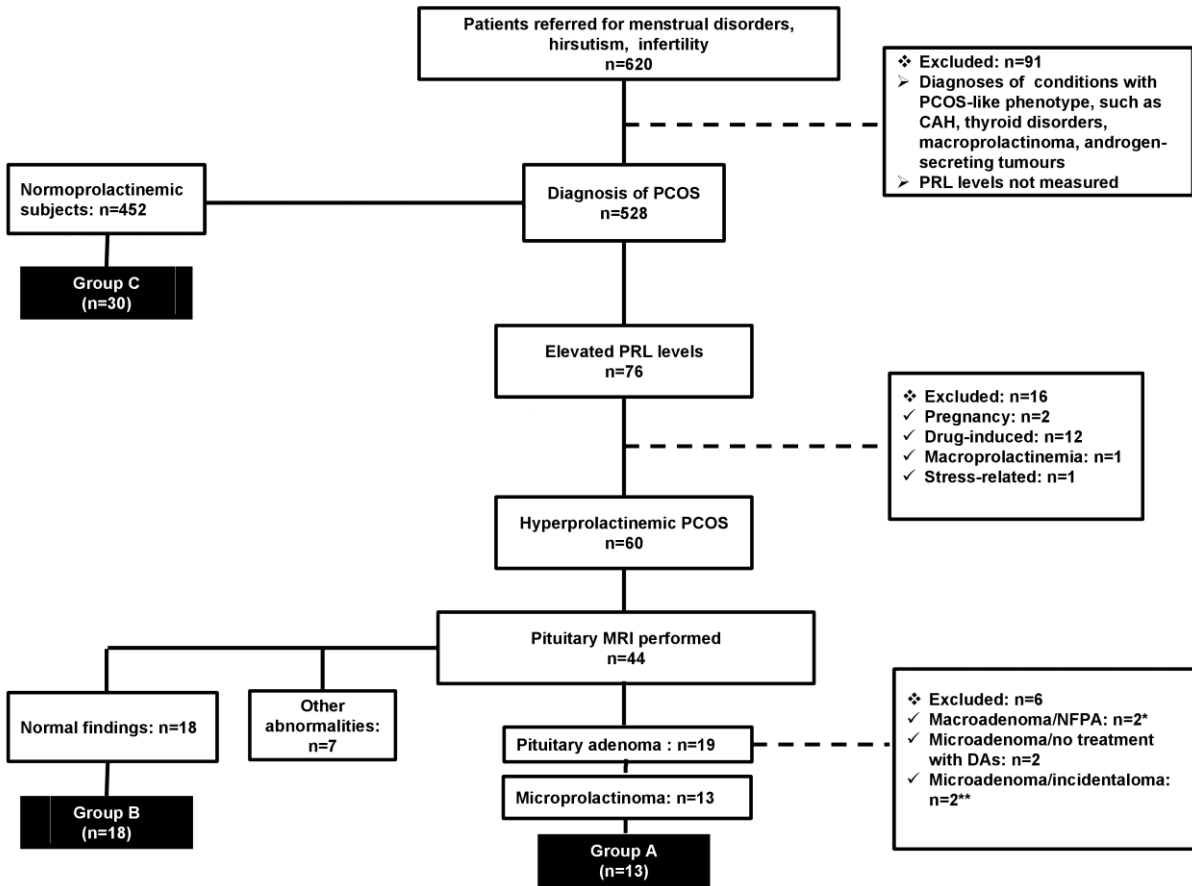 Patients referred for menstrual disorders,
hirsutism, infertility
n=620
❖ Excluded: n=91
➢ Diagnoses of conditions with
PCOS-like phenotype, such as
CAH, thyroid disorders,
macroprolactinoma, androgen-
secreting tumours
➢ PRL levels not measured
Normoprolactinemic
subjects: n=452
Diagnosis of PCOS
n=528
Group C
(n=30)
Elevated PRL levels
n=76
❖ Excluded: n=16
✓ Pregnancy: n=2
✓ Drug-induced: n=12
✓ Macroprolactinemia: n=1
✓ Stress-related: n=1
Hyperprolactinemic PCOS
n=60
Pituitary MRI performed
n=44
Normal findings: n=18
Other
abnormalities:
n=7
Pituitary adenoma : n=19
❖ Excluded: n=6
✓ Macroadenoma/NFPA: n=2*
✓ Microadenoma/no treatment
with DAs: n=2
✓ Microadenoma/incidentaloma:
n=2**
Microprolactinoma: n=13
Group B
(n=18)
Group A
(n=13)